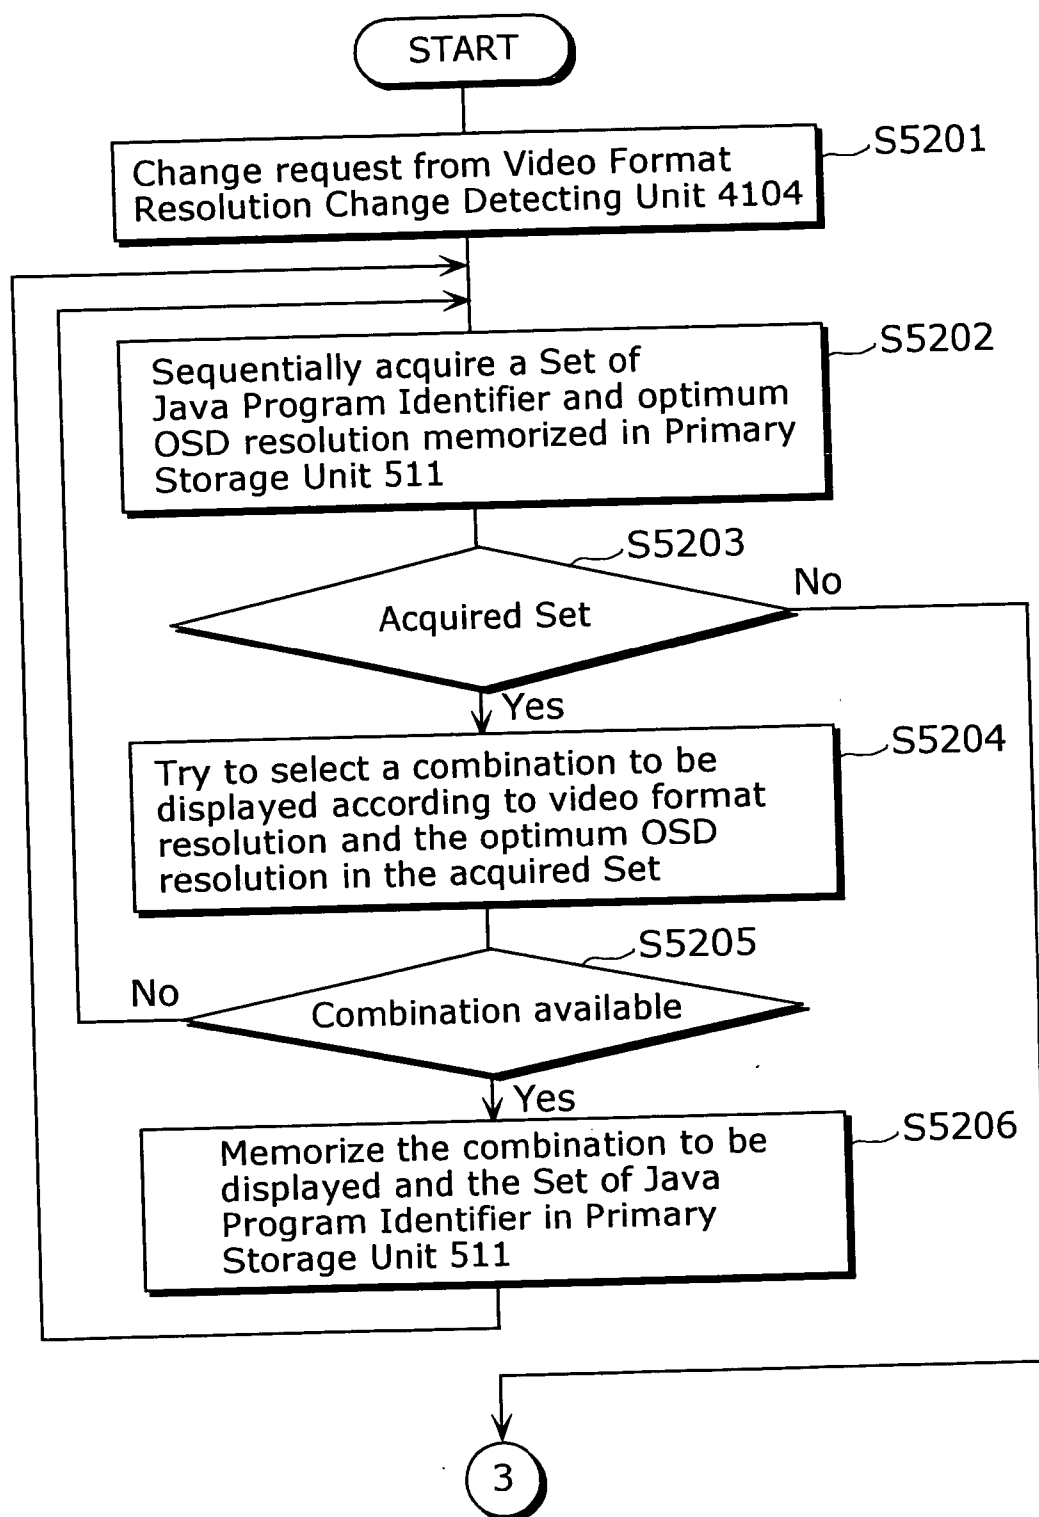 START
Change request from Video Format
Resolution Change Detecting Unit 4104
S5201
Sequentially acquire a Set of
Java Program Identifier and optimum
OSD resolution memorized in Primary
Storage Unit 511
S5202
S5203
Acquired Set
No
Yes
Try to select a combination to be
displayed according to video format
resolution and the optimum OSD
resolution in the acquired Set
S5204
S5205
Combination available
No
Yes
Memorize the combination to be
displayed and the Set of Java
Program Identifier in Primary
Storage Unit 511
S5206
3